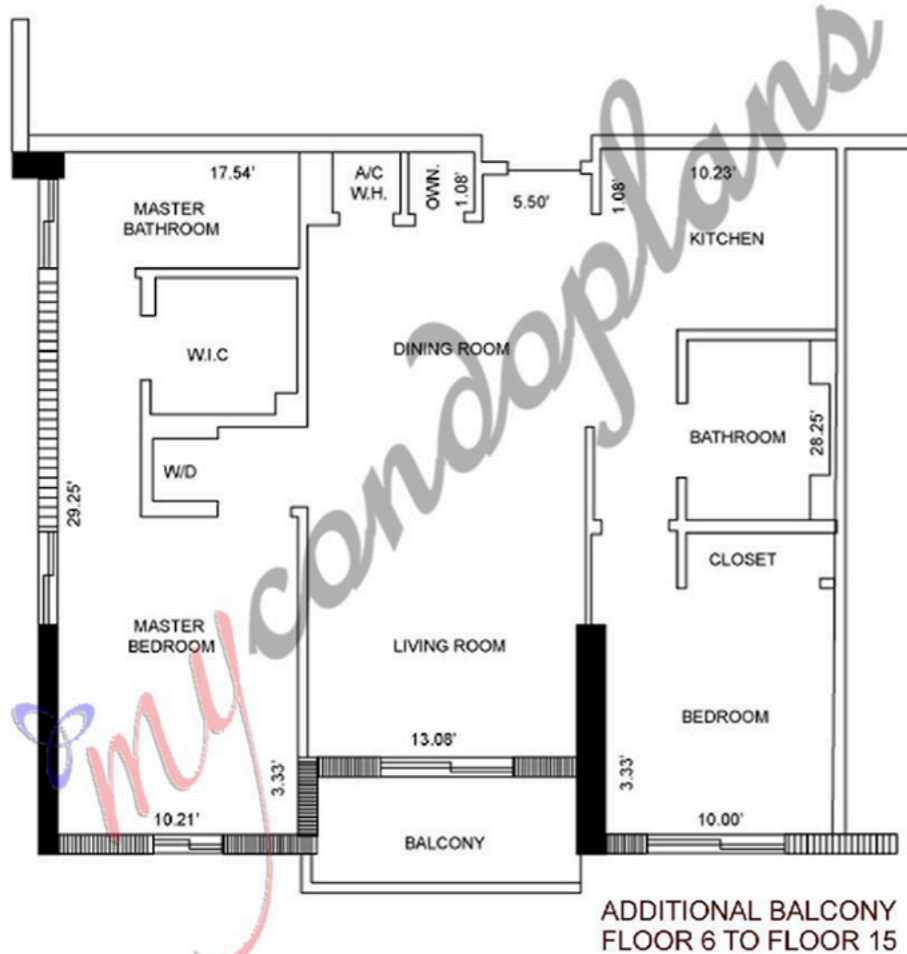 17.54'
A/C
W.H.
OWN.
1.08'
5.50'
1.08'
10.23'
MASTER
BATHROOM
KITCHEN
W.I.C
DINING ROOM
BATHROOM
28.25'
W/D
29.25'
CLOSET
MASTER
BEDROOM
LIVING ROOM
BEDROOM
13.08'
3.33'
3.33'
10.21'
10.00'
BALCONY
mycondoplans
ADDITIONAL BALCONY
FLOOR 6 TO FLOOR 15